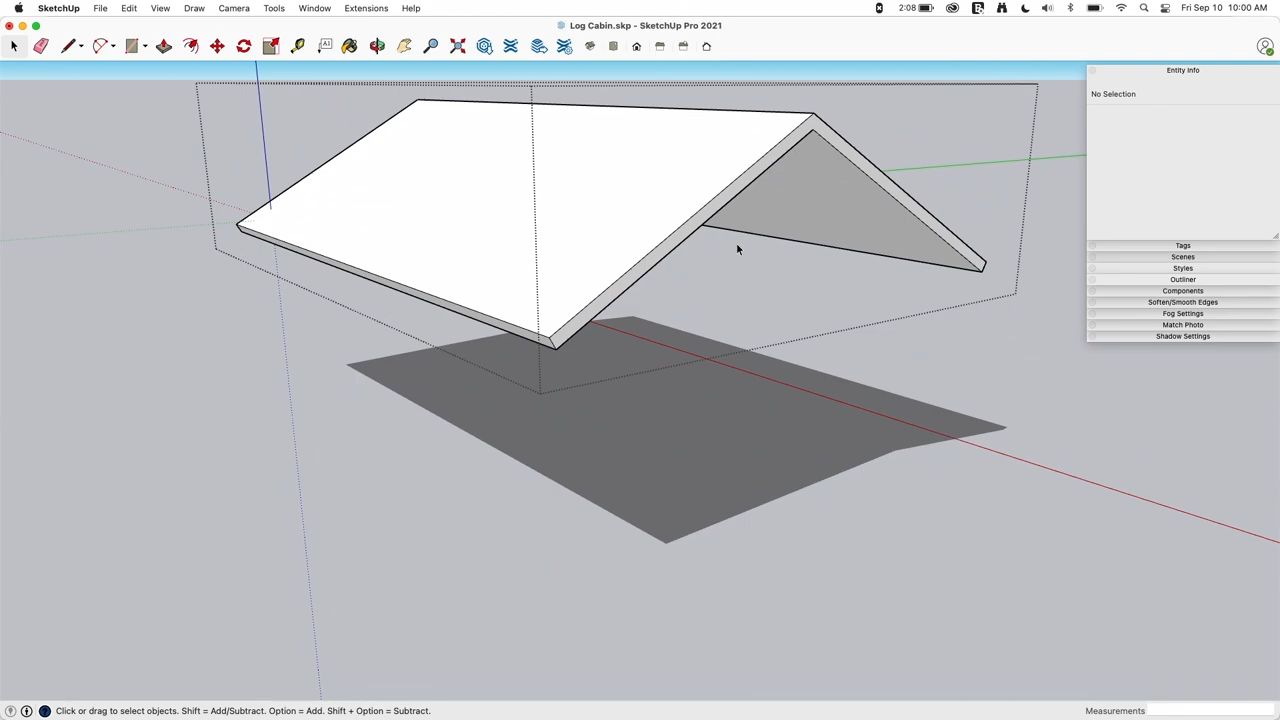 SketchUp File Edit View Draw Camera Tools Window Extensions Help 2:08 Fri Sep 10 10:00 AM
Log Cabin.skp - SketchUp Pro 2021
A1
Entity Info
No Selection
Tags
Scenes
Styles
Outliner
Components
Soften/Smooth Edges
Fog Settings
Match Photo
Shadow Settings
Click or drag to select objects. Shift = Add/Subtract. Option = Add. Shift + Option = Subtract. Measurements